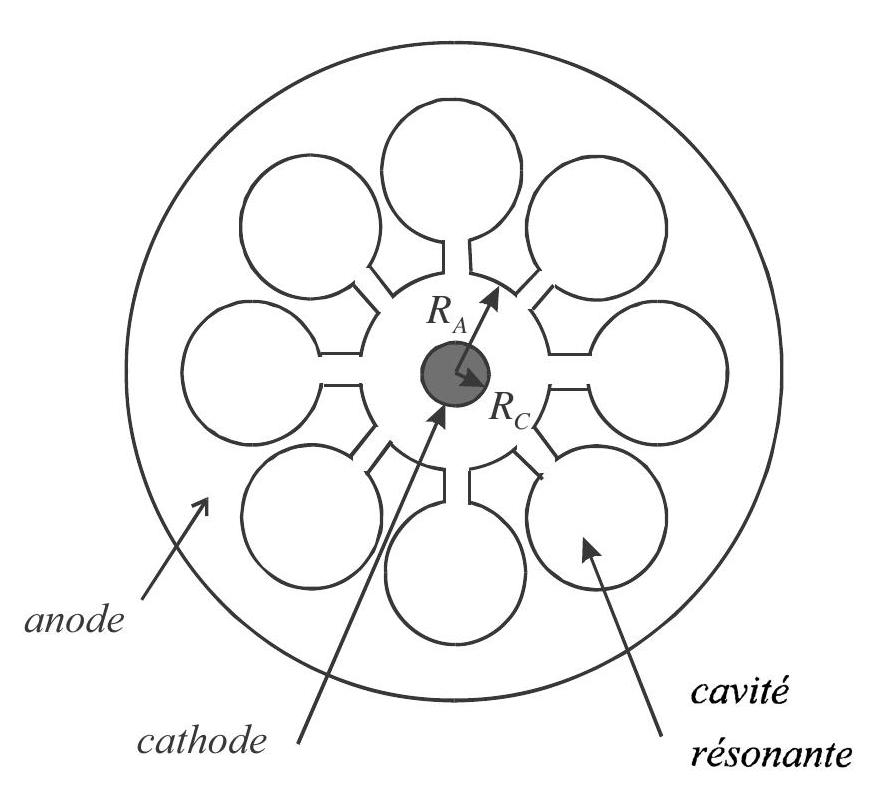 R_A
R_C
anode
cavité
cathode
résonante